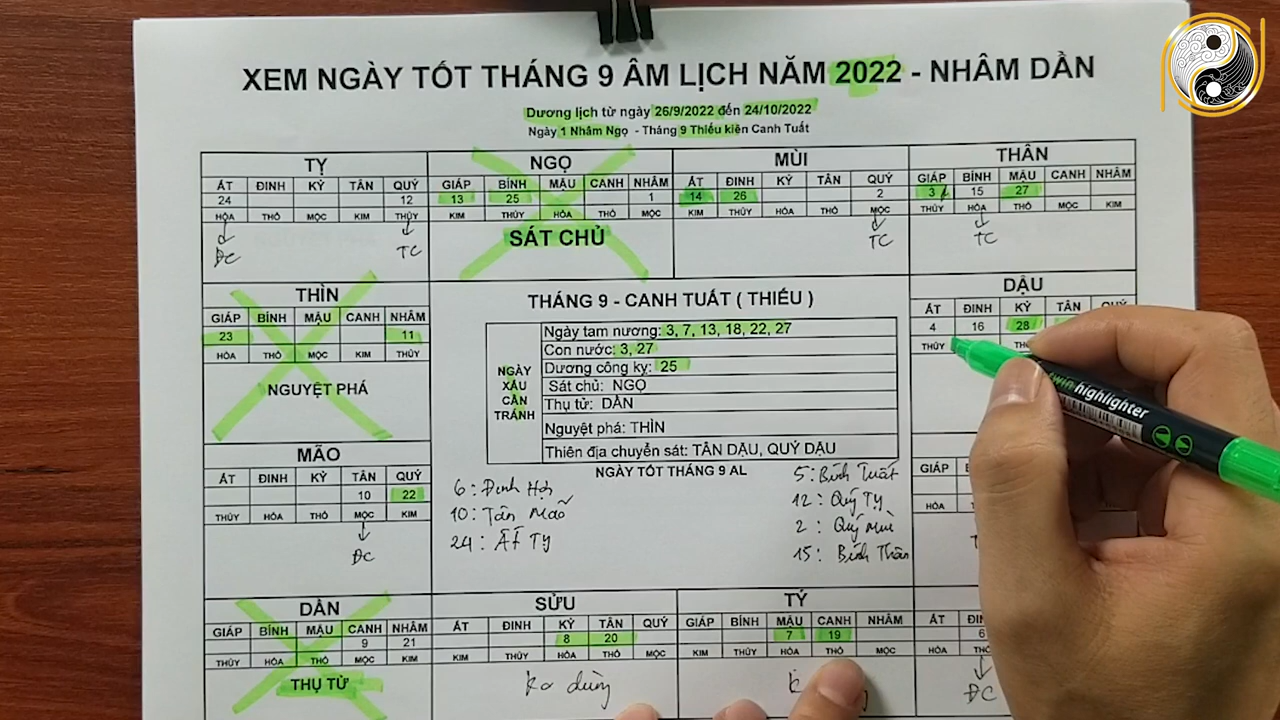 XEM NGÀY TỐT THÁNG 9 ÂM LỊCH NĂM 2022 - NHÂM DẦN
Dương lịch từ ngày 26/9/2022 đến 24/10/2022
Ngày 1 Nhâm Ngọ - Tháng 9 Thiếu kiện Canh Tuất
TỴ
ẤT ĐINH KỶ TÂN QUÝ
24 12
HỎA THỔ MỘC KIM THỦY
ĐC TC
NGỌ
GIÁP BÍNH MẬU CANH NHÂM
13 25 1
KIM THỦY HỎA THỔ MỘC
SÁT CHỦ
MÙI
ẤT ĐINH KỶ TÂN QUÝ
14 26 2
KIM THỦY HỎA THỔ MỘC
TC
THÂN
GIÁP BÍNH MẬU CANH NHÂM
3 15 27
THỦY HỎA THỔ MỘC KIM
TC
THÌN
GIÁP BÍNH MẬU CANH NHÂM
23 11
HỎA THỔ MỘC KIM THỦY
NGUYỆT PHÁ
THÁNG 9 - CANH TUẤT ( THIẾU )
NGÀY XẤU CẦN TRÁNH
Ngày tam nương: 3, 7, 13, 18, 22, 27
Con nước: 3, 27
Dương công kỵ: 25
Sát chủ: NGỌ
Thụ tử: DẦN
Nguyệt phá: THÌN
Thiên địa chuyển sát: TÂN DẬU, QUÝ DẬU
NGÀY TỐT THÁNG 9 AL
6 : Đinh Hợi
10 : Tân Mão
24 : Ất Tỵ
5 : Bính Tuất
12 : Quý Tỵ
2 : Quý Mùi
15 : Bính Thân
DẬU
ẤT ĐINH KỶ TÂN QUÝ
4 16 28
THỦY
MÃO
ẤT ĐINH KỶ TÂN QUÝ
10 22
THỦY HỎA THỔ MỘC KIM
ĐC
GIÁP
HỎA
DẦN
GIÁP BÍNH MẬU CANH NHÂM
9 21
THỦY HỎA THỔ MỘC KIM
THỤ TỬ
SỬU
ẤT ĐINH KỶ TÂN QUÝ
8 20
KIM THỦY HỎA THỔ MỘC
ko dùng
TÝ
GIÁP BÍNH MẬU CANH NHÂM
7 19
KIM THỦY HỎA THỔ MỘC
ẤT
6
HỎA
ĐC
twin highlighter